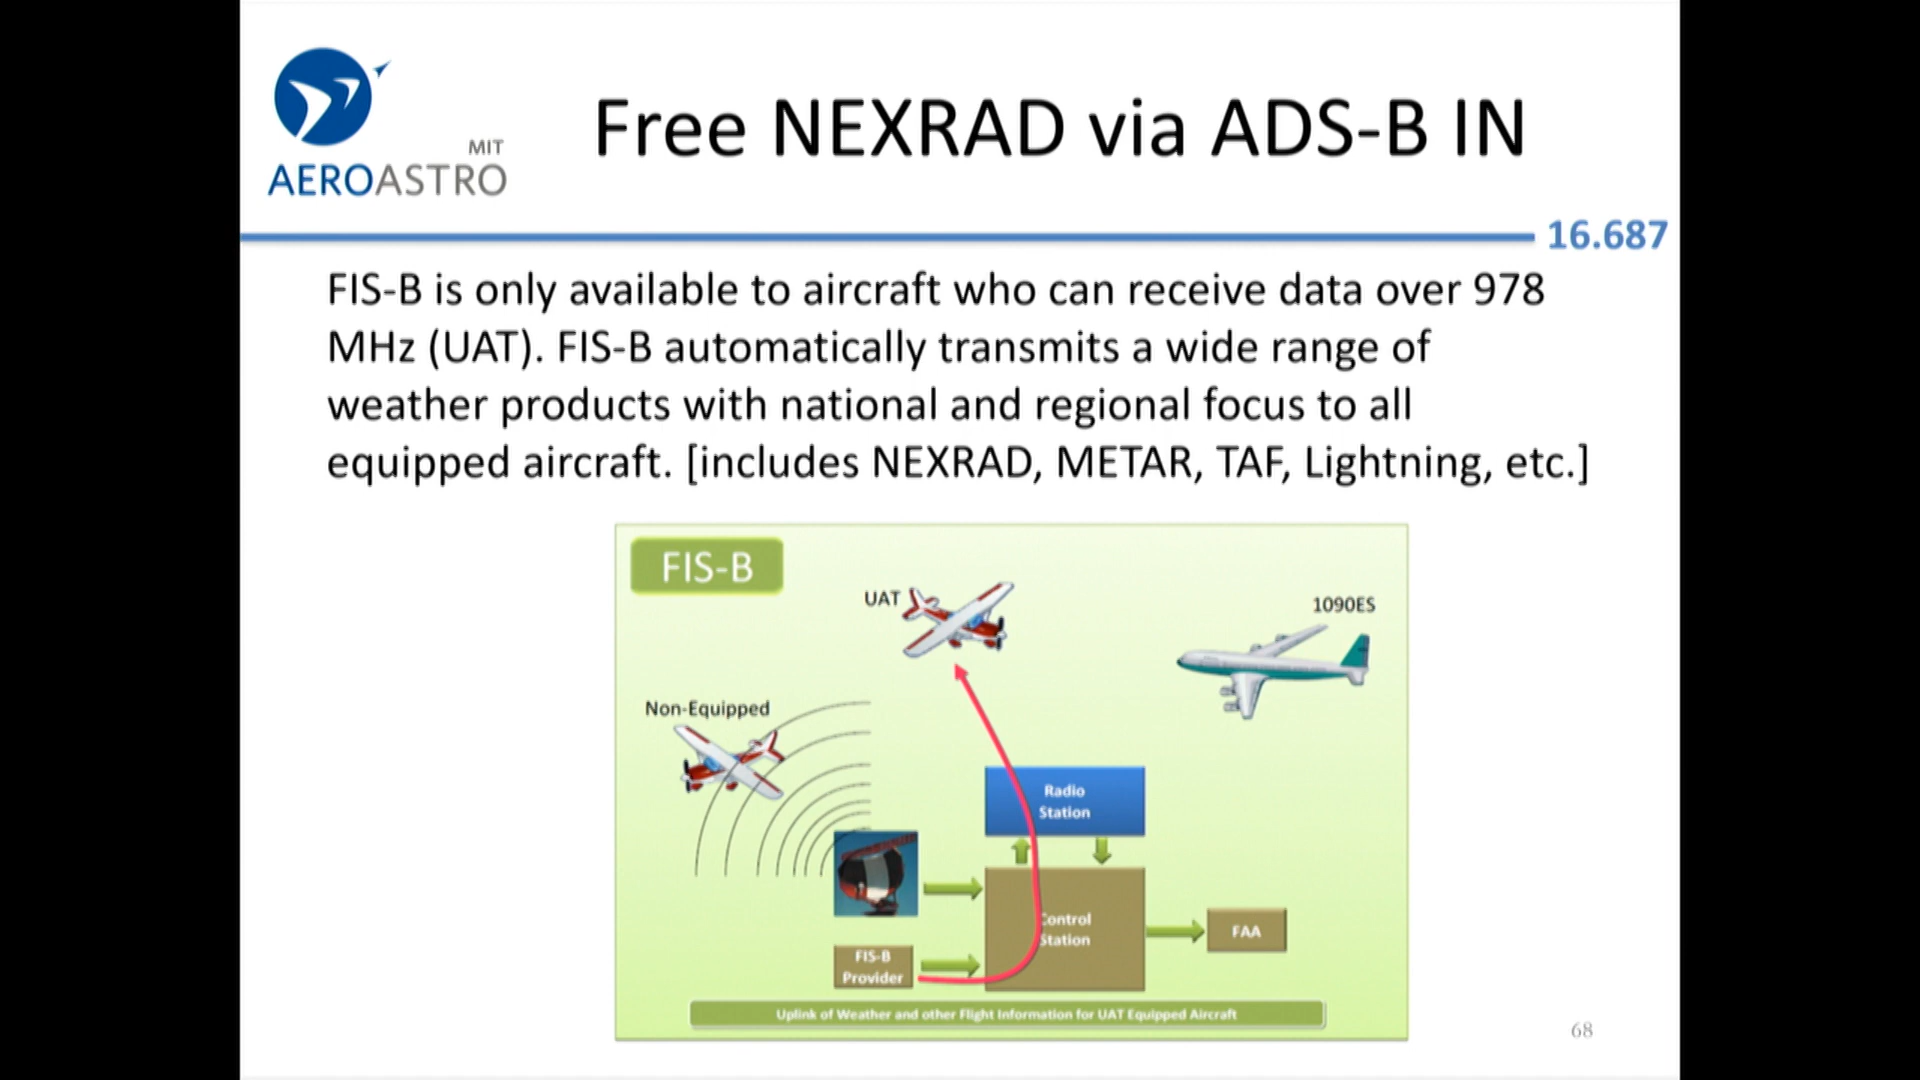 MIT
AEROASTRO
Free NEXRAD via ADS-B IN
16.687
FIS-B is only available to aircraft who can receive data over 978
MHz (UAT). FIS-B automatically transmits a wide range of
weather products with national and regional focus to all
equipped aircraft. [includes NEXRAD, METAR, TAF, Lightning, etc.]
FIS-B
UAT
1090ES
Non-Equipped
Radio
Station
Control
Station
FAA
FIS-B
Provider
Uplink of Weather and other Flight Information for UAT Equipped Aircraft
68